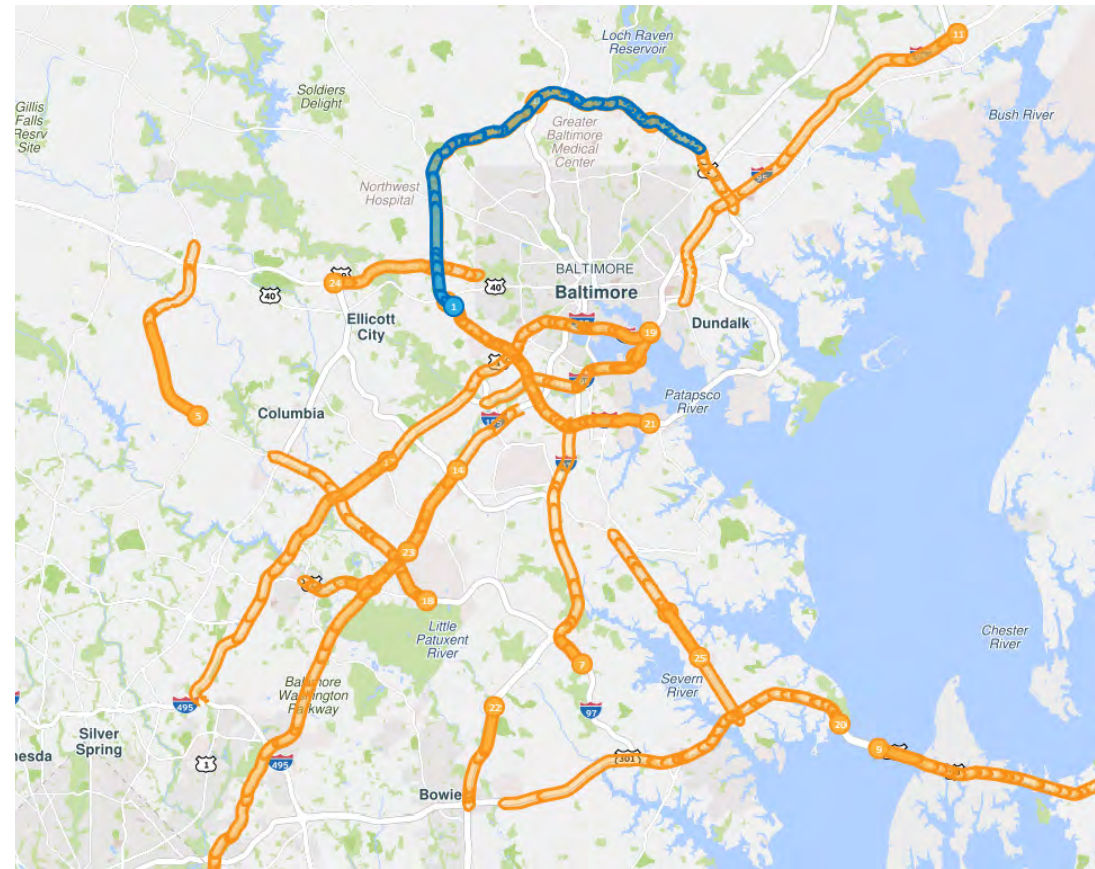 Loch Raven
Reservoir
11
Soldiers
Delight
Gillis
Falls
Resrv
Site
Bush River
Greater
Baltimore
Medical
Center
95
Northwest
Hospital
24
40
40
BALTIMORE
Baltimore
1
Ellicott
City
19
Dundalk
Patapsco
River
5
Columbia
21
14
23
18
Little
Patuxent
River
Chester
River
7
25
Severn
River
Baltimore
Washington
Parkway
495
97
22
20
Silver
Spring
esda
1
495
301
9
Bowie